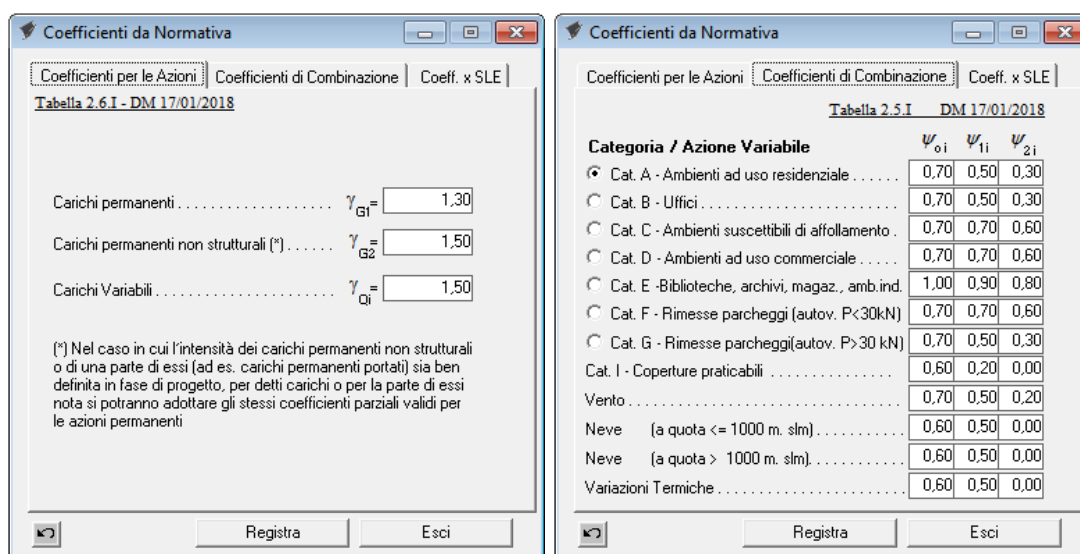 Coefficienti da Normativa
Coefficienti per le Azioni Coefficienti di Combinazione Coeff. x SLE
Tabella 2.6.I - DM 17/01/2018
Carichi permanenti . . . . . . . . . . . . . . . . . . γG1= 1,30
Carichi permanenti non strutturali (*) . . . . . . γG2= 1,50
Carichi Variabili . . . . . . . . . . . . . . . . . . . . . γQi= 1,50
(*) Nel caso in cui l'intensità dei carichi permanenti non strutturali
o di una parte di essi (ad es. carichi permanenti portati) sia ben
definita in fase di progetto, per detti carichi o per la parte di essi
nota si potranno adottare gli stessi coefficienti parziali validi per
le azioni permanenti
Registra Esci
Coefficienti da Normativa
Coefficienti per le Azioni Coefficienti di Combinazione Coeff. x SLE
Tabella 2.5.I DM 17/01/2018
Categoria / Azione Variabile ψoi ψ1i ψ2i
Cat. A - Ambienti ad uso residenziale . . . . . . 0,70 0,50 0,30
Cat. B - Uffici . . . . . . . . . . . . . . . . . . . . . . . 0,70 0,50 0,30
Cat. C - Ambienti suscettibili di affollamento . 0,70 0,70 0,60
Cat. D - Ambienti ad uso commerciale . . . . . 0,70 0,70 0,60
Cat. E -Biblioteche, archivi, magaz., amb.ind. 1,00 0,90 0,80
Cat. F - Rimesse parcheggi (autov. P<30kN) 0,70 0,70 0,60
Cat. G - Rimesse parcheggi(autov. P>30 kN) 0,70 0,50 0,30
Cat. I - Coperture praticabili . . . . . . . . . . . . . . 0,60 0,20 0,00
Vento . . . . . . . . . . . . . . . . . . . . . . . . . . . . 0,70 0,50 0,20
Neve (a quota <= 1000 m. slm) . . . . . . . . . . 0,60 0,50 0,00
Neve (a quota > 1000 m. slm). . . . . . . . . . . 0,60 0,50 0,00
Variazioni Termiche . . . . . . . . . . . . . . . . . . . . . 0,60 0,50 0,00
Registra Esci